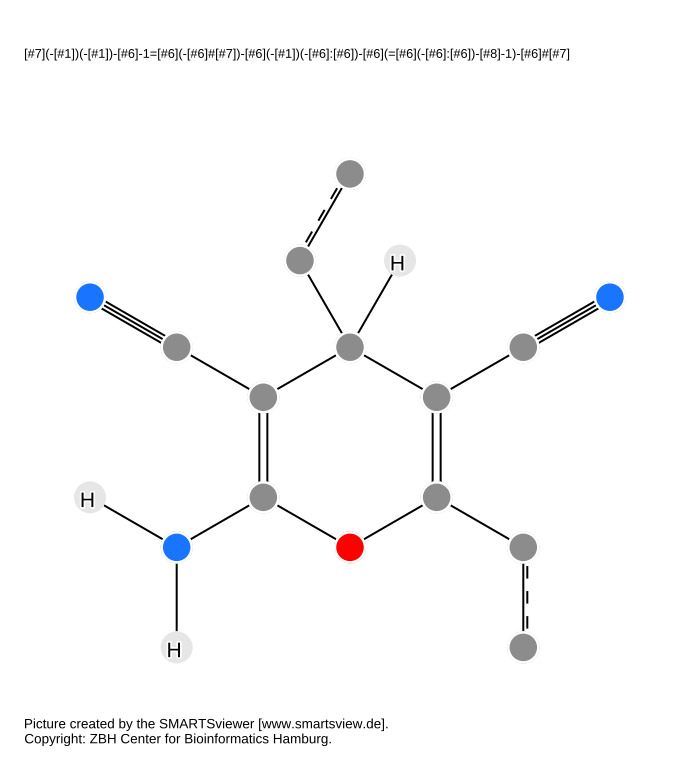 [#7](-[#1])(-[#1])-[#6]-1=[#6](-[#6]#[#7])-[#6](-[#1])(-[#6]:[#6])-[#6](=[#6](-[#6]:[#6])-[#8]-1)-[#6]#[#7]
H
H
H
Picture created by the SMARTSviewer [www.smartsview.de].
Copyright: ZBH Center for Bioinformatics Hamburg.